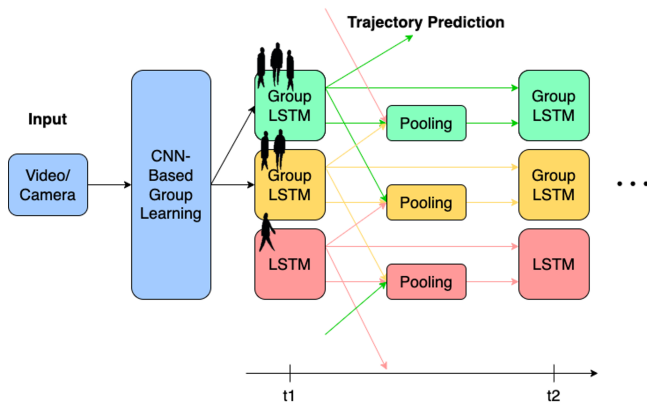 Trajectory Prediction
Input
Video/
Camera
CNN-
Based
Group
Learning
Group
LSTM
Pooling
Group
LSTM
Group
LSTM
Pooling
Group
LSTM
LSTM
Pooling
LSTM
t1
t2